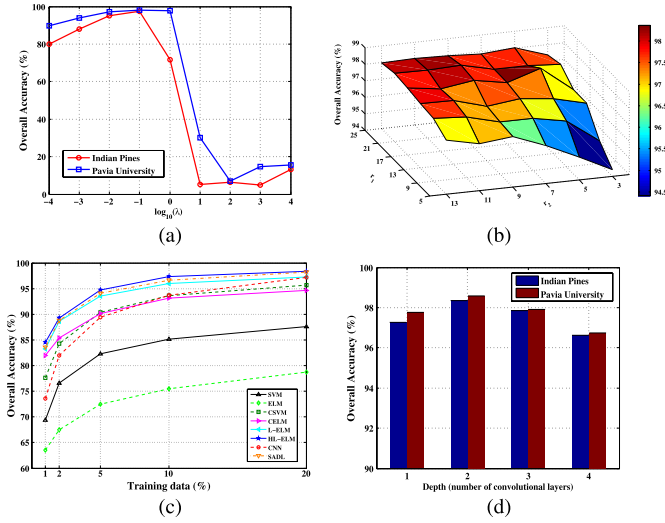 100
80
60
40
20
0
-4
-3
-2
-1
0
1
2
3
4
Overall Accuracy (%)
log10(λ)
Indian Pines
Pavia University
(a)
99
98
97
96
95
94
25
21
17
13
9
5
13
11
9
7
5
3
Overall Accuracy (%)
r1
r2
98
97.5
97
96.5
96
95.5
95
94.5
(b)
100
95
90
85
80
75
70
65
60
1
2
5
10
20
Overall Accuracy (%)
Training data (%)
SVM
ELM
CSVM
CELM
L-ELM
HL-ELM
CNN
SADL
(c)
100
98
96
94
92
90
1
2
3
4
Overall Accuracy (%)
Depth (number of convolutional layers)
Indian Pines
Pavia University
(d)